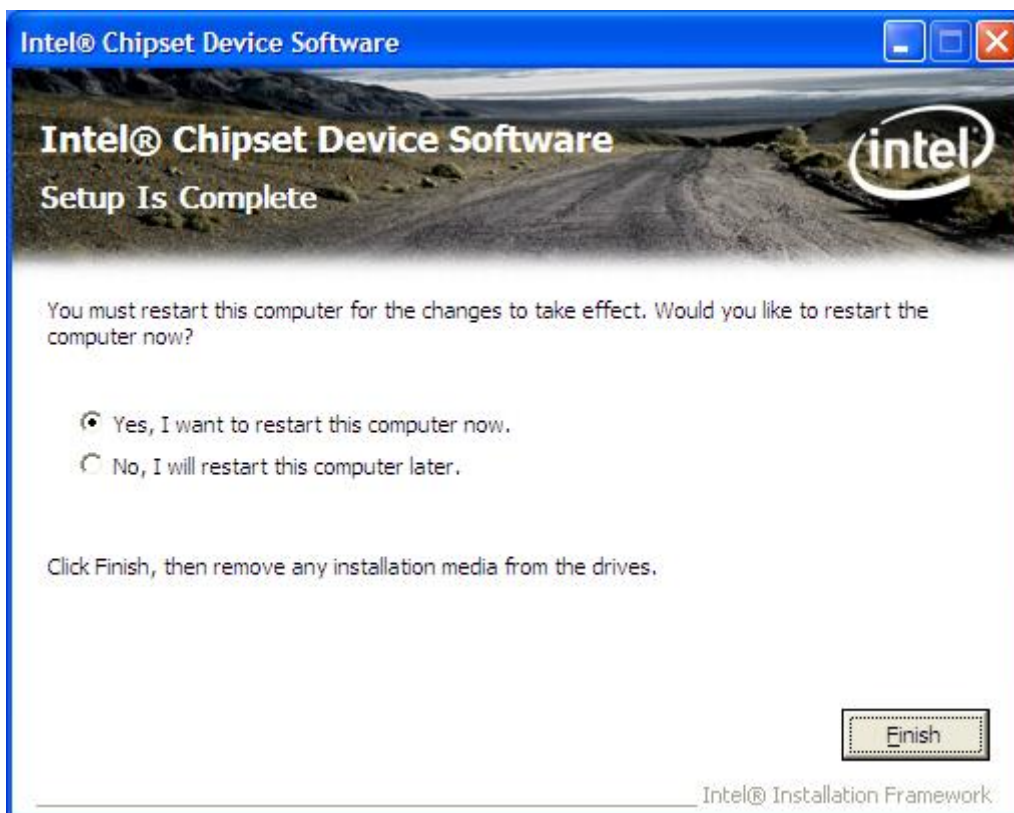 Intel® Chipset Device Software
Intel® Chipset Device Software
intel
Setup Is Complete
You must restart this computer for the changes to take effect. Would you like to restart the
computer now?
Yes, I want to restart this computer now.
No, I will restart this computer later.
Click Finish, then remove any installation media from the drives.
Finish
Intel® Installation Framework